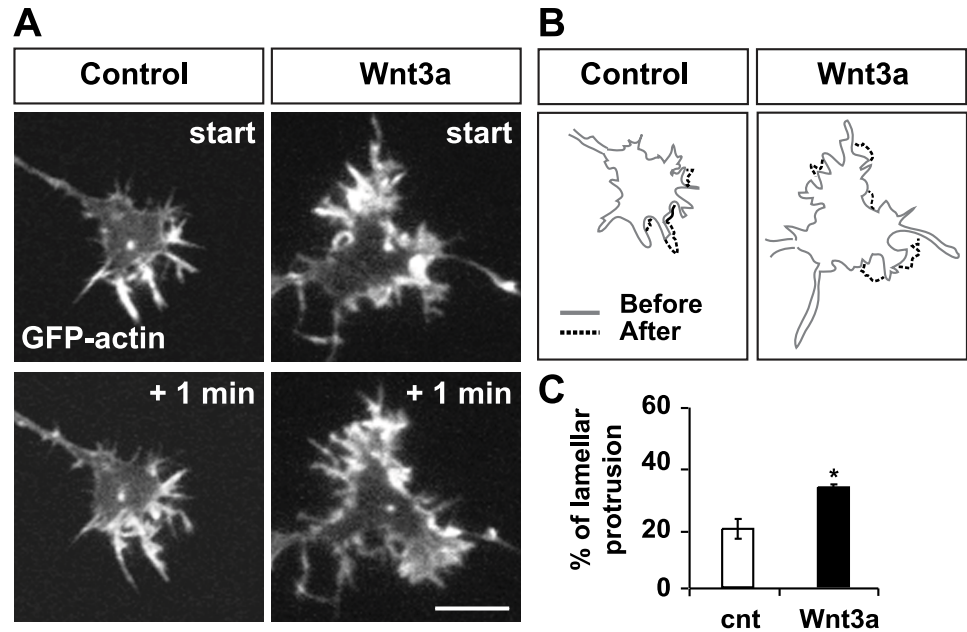 A
Control
Wnt3a
start
start
GFP-actin
+ 1 min
+ 1 min
B
Control
Wnt3a
Before
After
C
% of lamellar
protrusion
60
40
20
0
*
cnt
Wnt3a